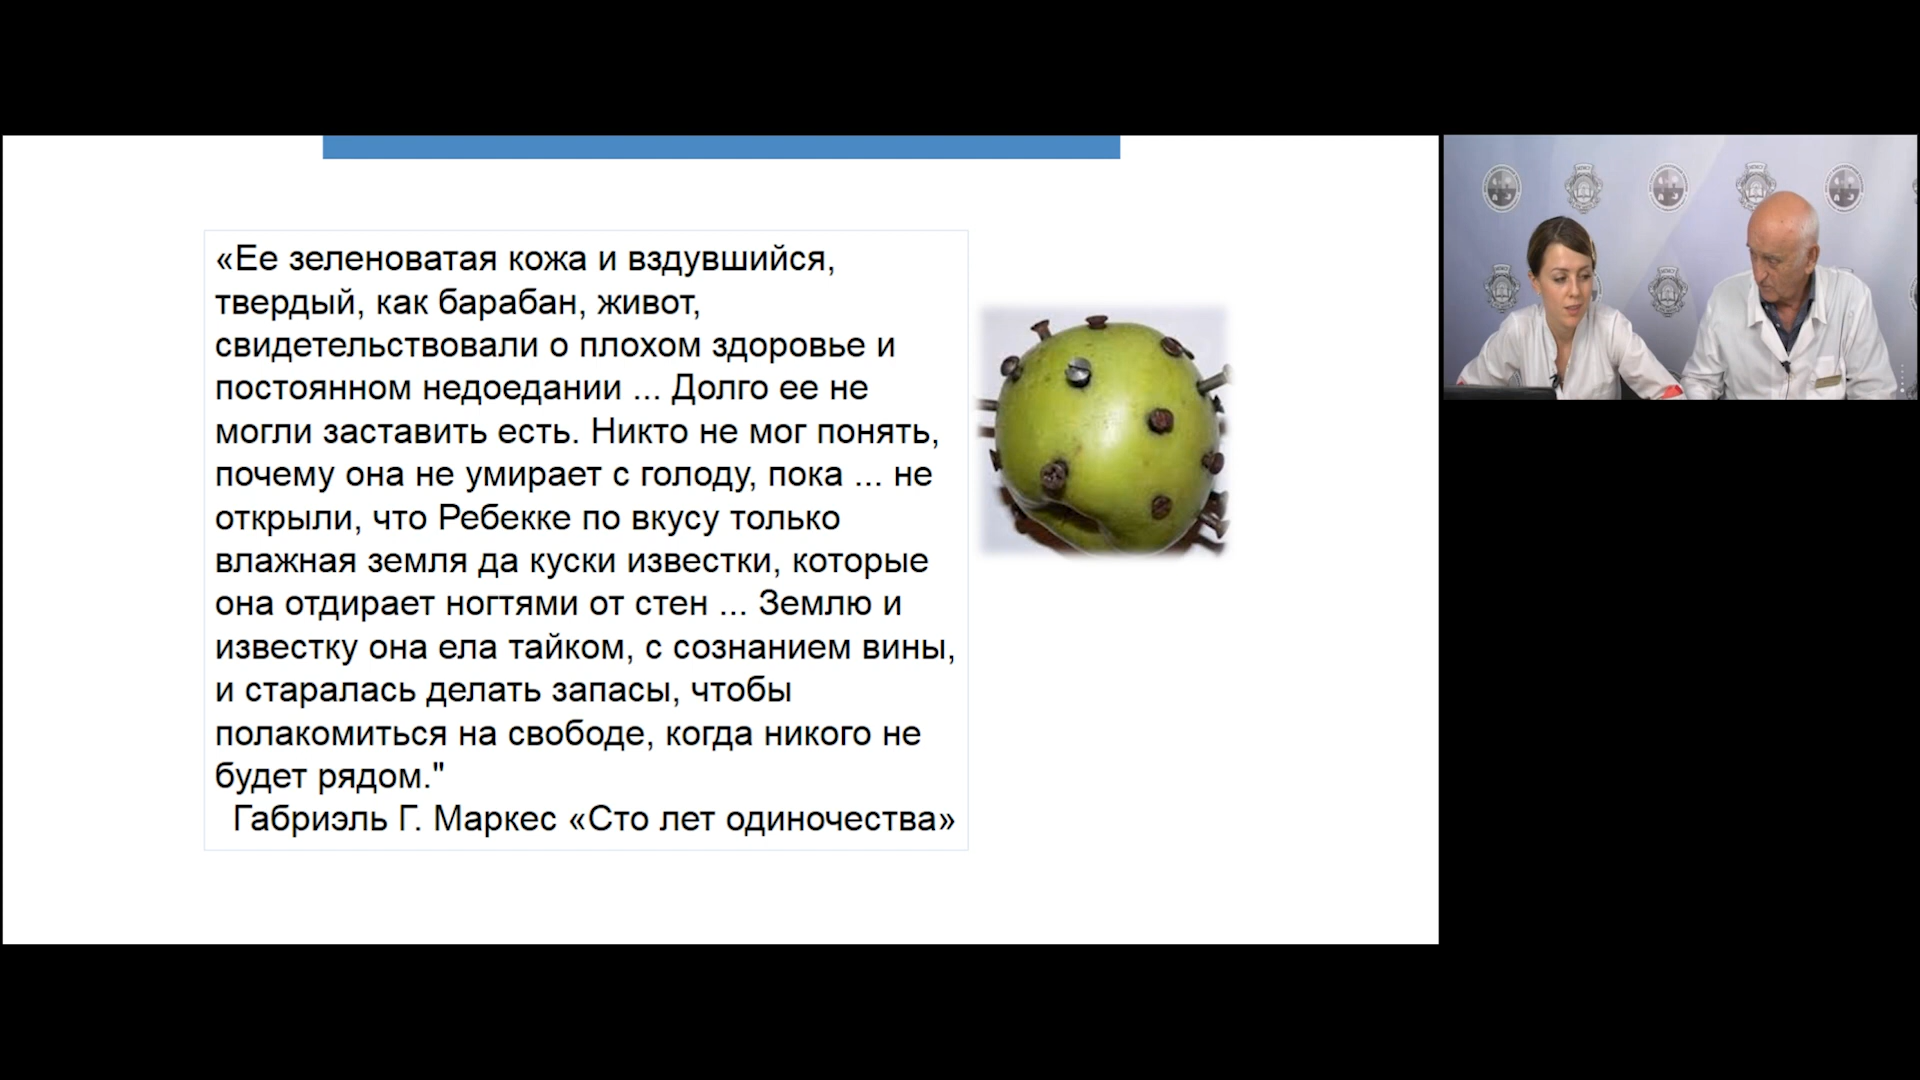 «Ее зеленоватая кожа и вздувшийся,
твердый, как барабан, живот,
свидетельствовали о плохом здоровье и
постоянном недоедании ... Долго ее не
могли заставить есть. Никто не мог понять,
почему она не умирает с голоду, пока ... не
открыли, что Ребекке по вкусу только
влажная земля да куски известки, которые
она отдирает ногтями от стен ... Землю и
известку она ела тайком, с сознанием вины,
и старалась делать запасы, чтобы
полакомиться на свободе, когда никого не
будет рядом."
Габриэль Г. Маркес «Сто лет одиночества»